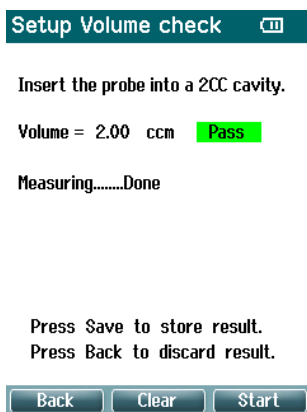 Setup Volume check
Insert the probe into a 2CC cavity.
Volume = 2.00 ccm Pass
Measuring........Done
Press Save to store result.
Press Back to discard result.
Back Clear Start